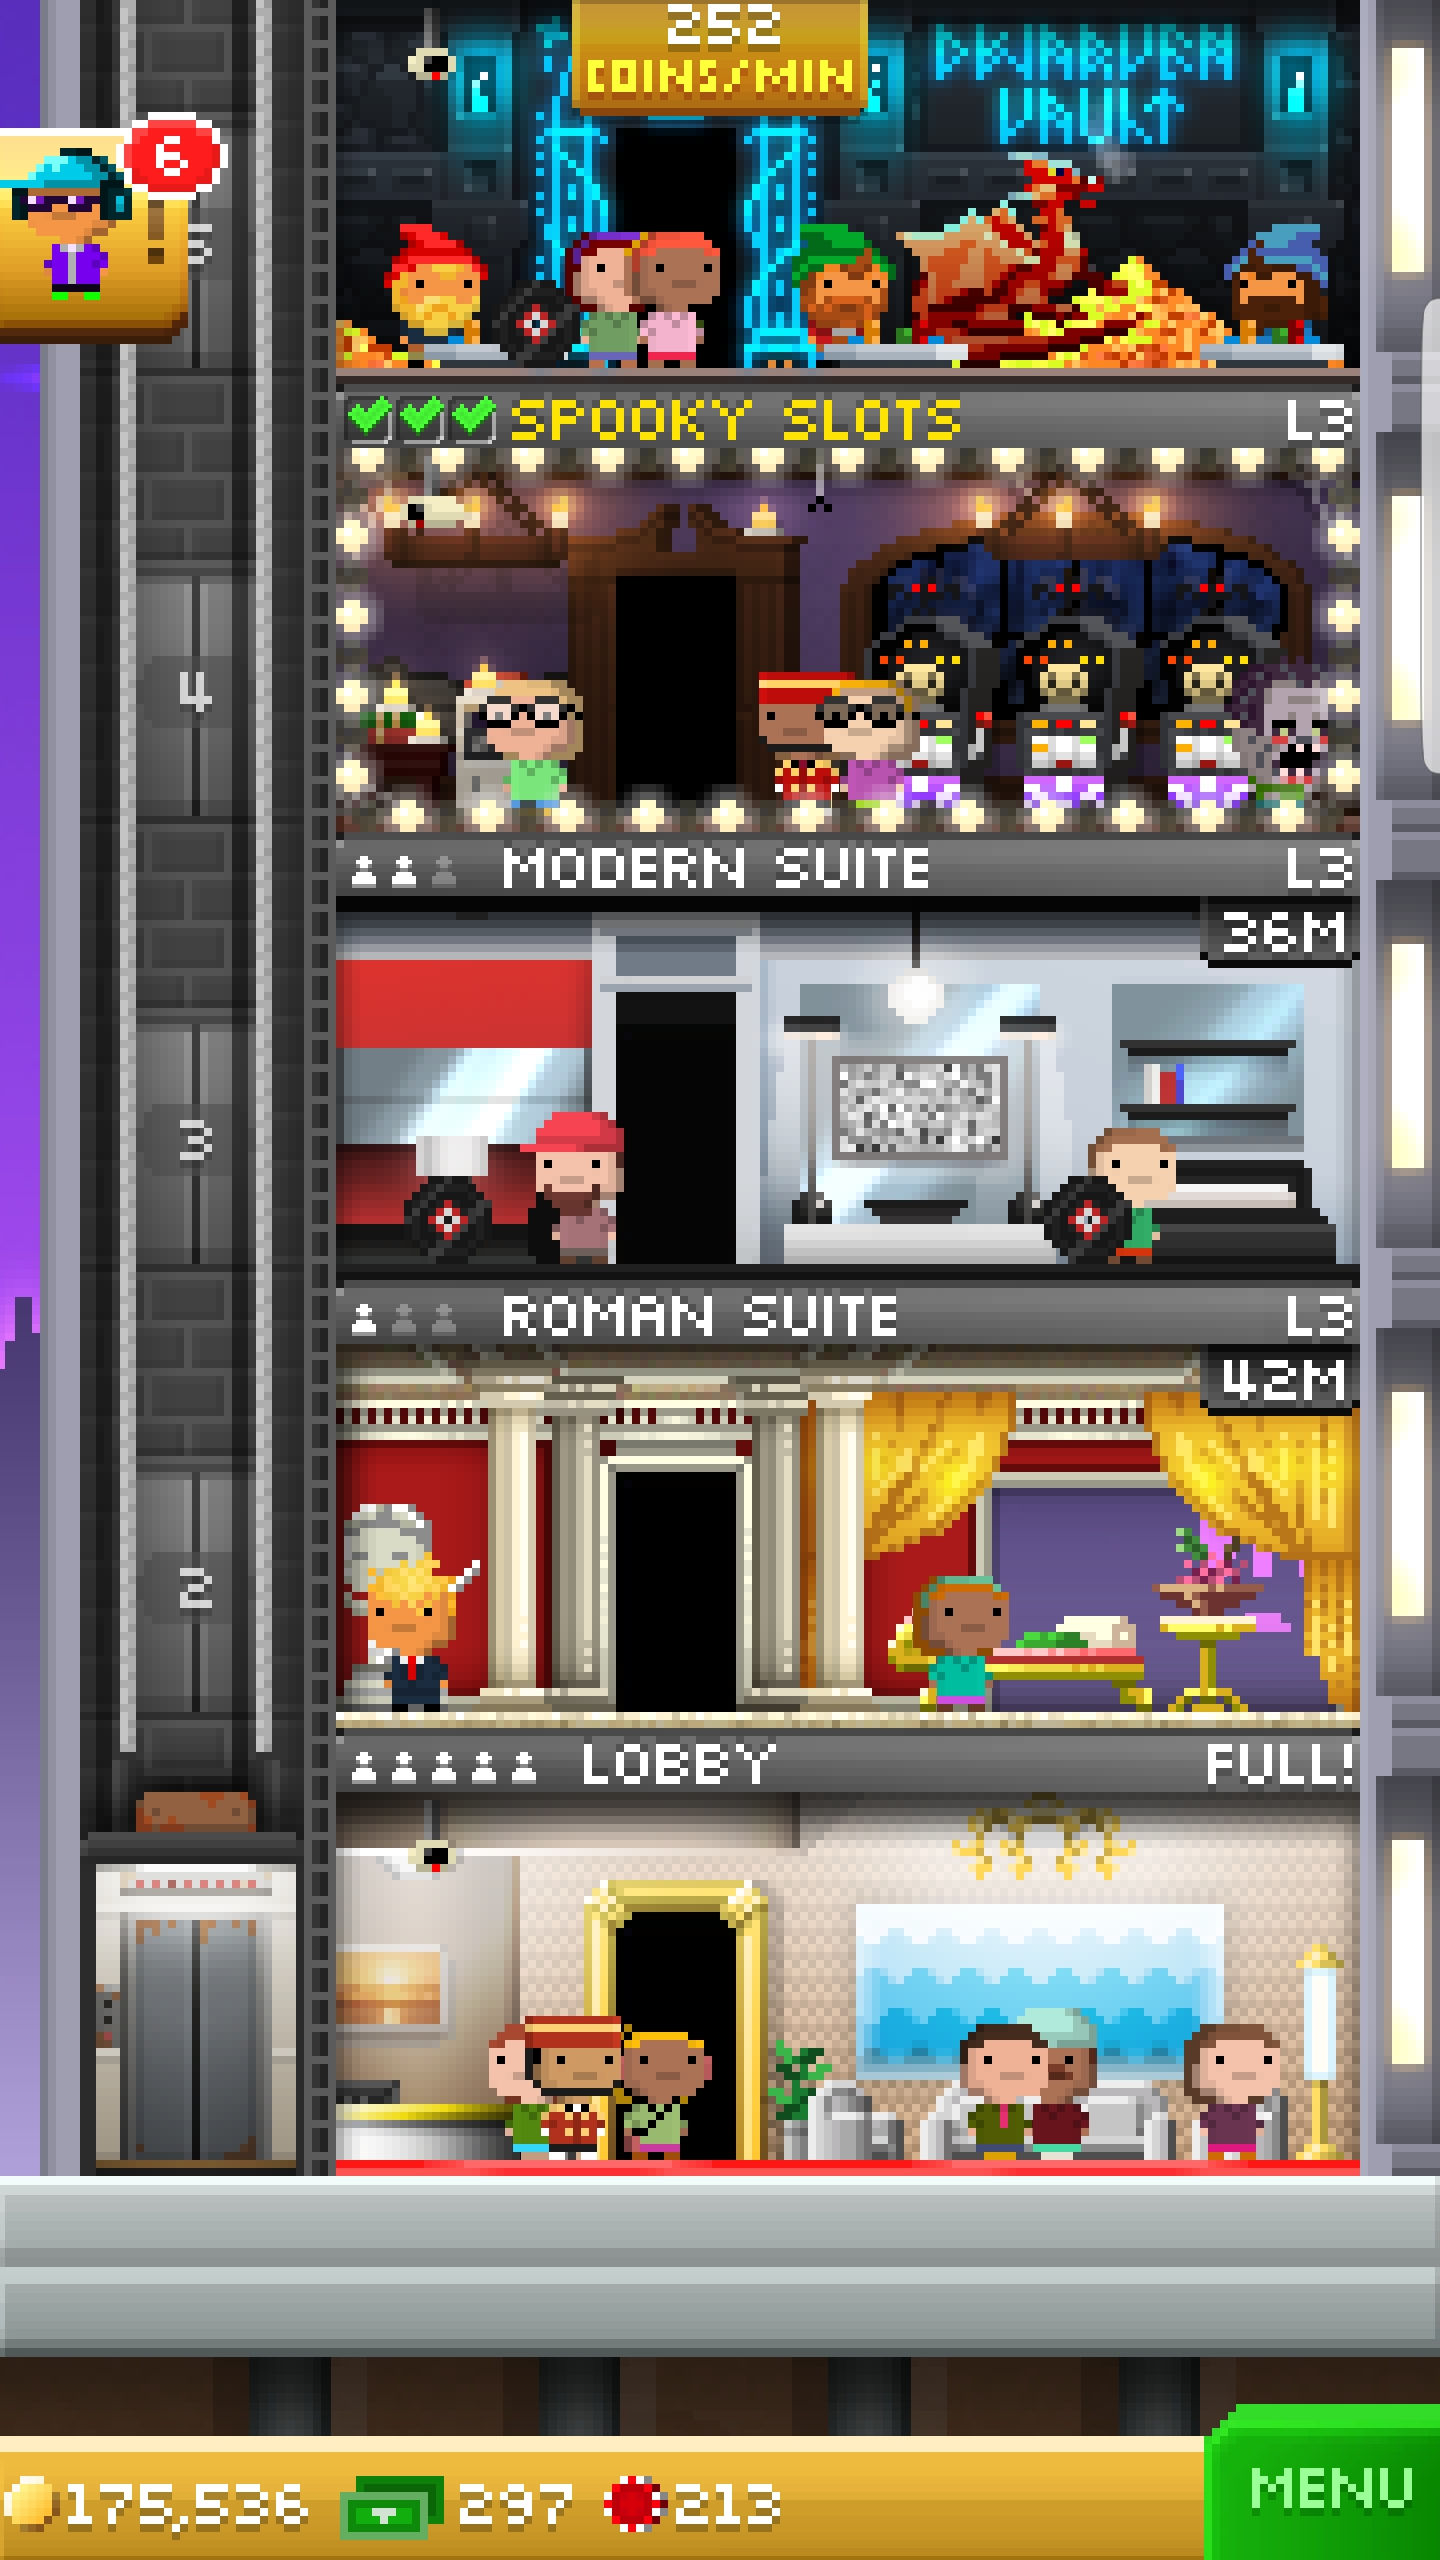 252
COINS/MIN
DWARVEN
VAULT
6
5
SPOOKY SLOTS L3
4
MODERN SUITE L3
36M
3
ROMAN SUITE L3
42M
2
LOBBY FULL!
175,536 297 213
MENU